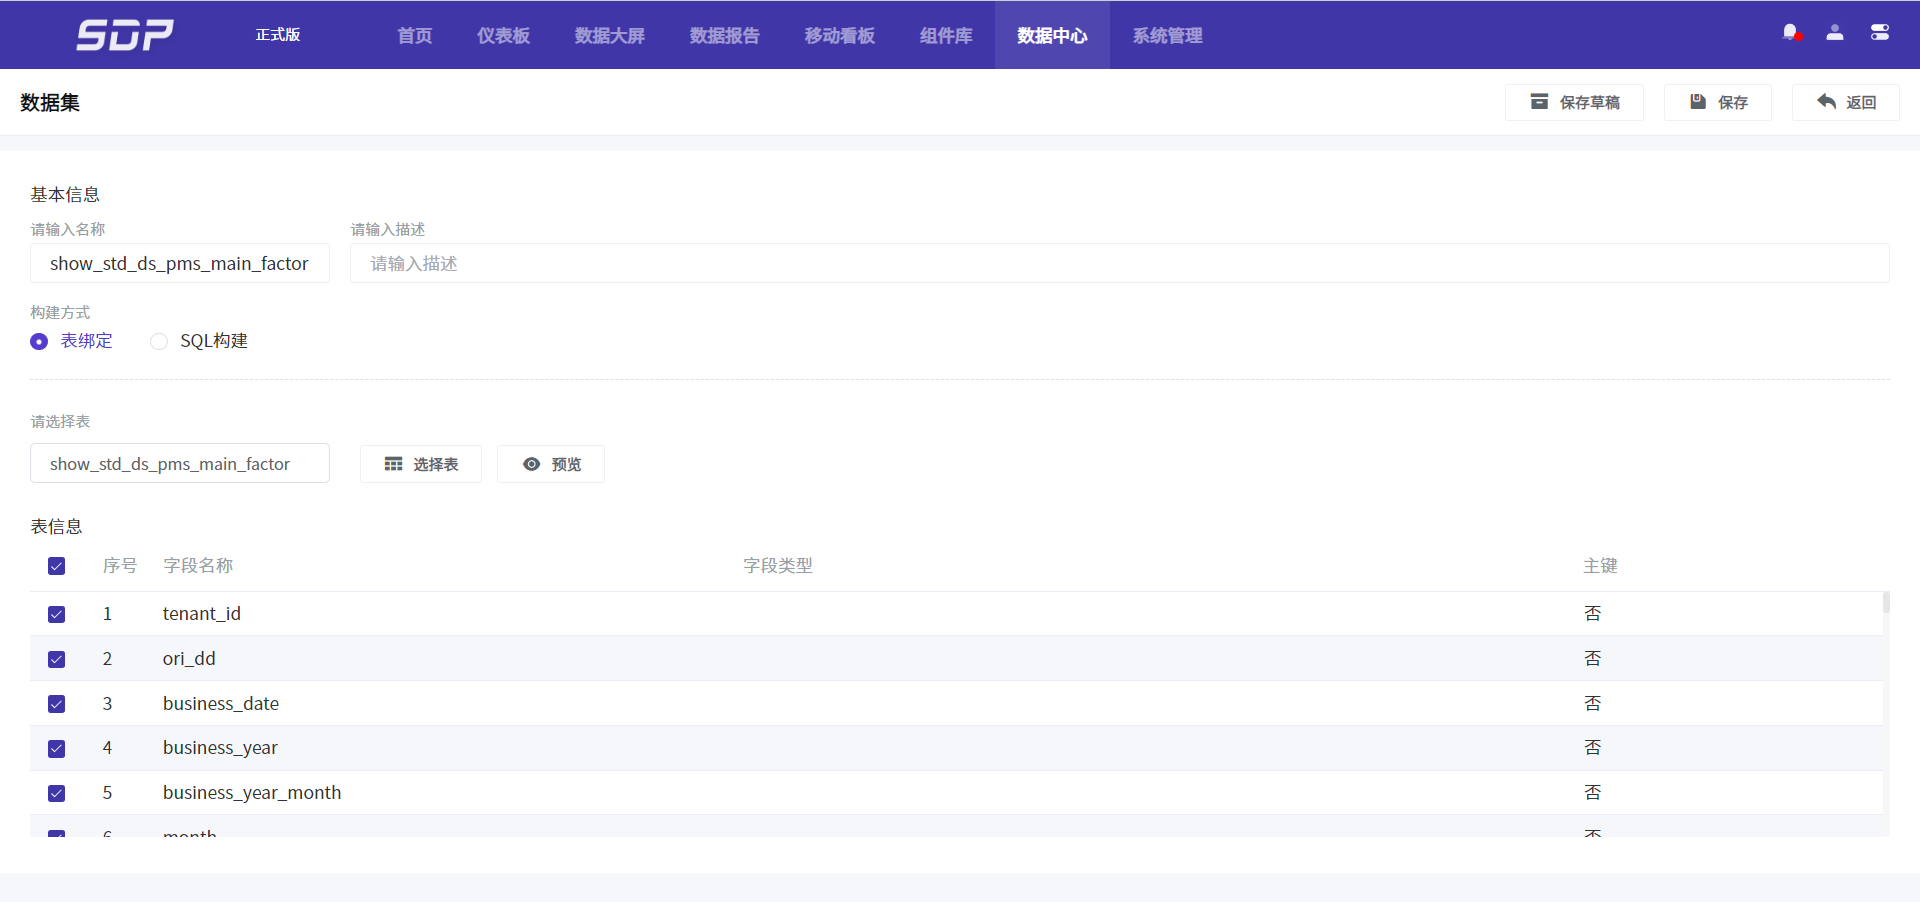 SDP 正式版 首页 仪表板 数据大屏 数据报告 移动看板 组件库 数据中心 系统管理
数据集 保存草稿 保存 返回
基本信息
请输入名称 请输入描述
show_std_ds_pms_main_factor 请输入描述
构建方式
表绑定 SQL构建
请选择表
show_std_ds_pms_main_factor 选择表 预览
表信息
序号 字段名称 字段类型 主键
1 tenant_id 否
2 ori_dd 否
3 business_date 否
4 business_year 否
5 business_year_month 否
6 month 否